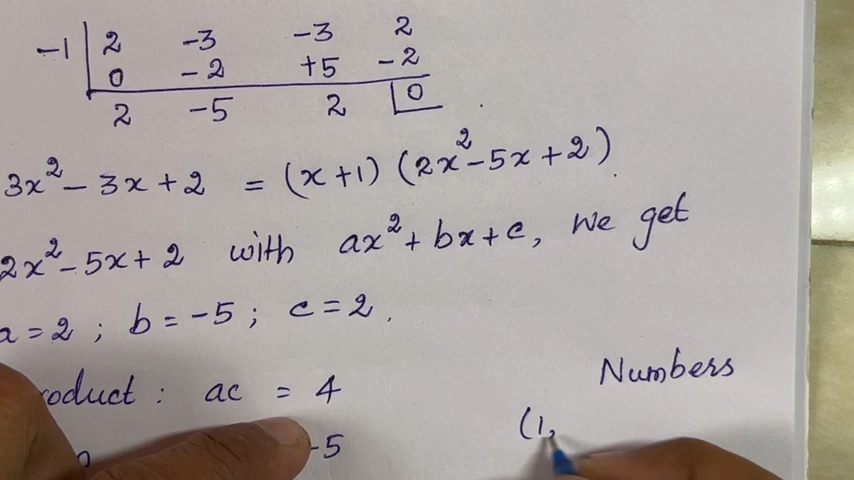 -1 | 2 -3 -3 2
0 -2 +5 -2
2 -5 2 0
3x² - 3x + 2 = (x+1) (2x² - 5x + 2)
2x² - 5x + 2 with ax² + bx + c, we get
a = 2 ; b = -5 ; c = 2 .
Numbers
oduct : ac = 4
(1,
-5